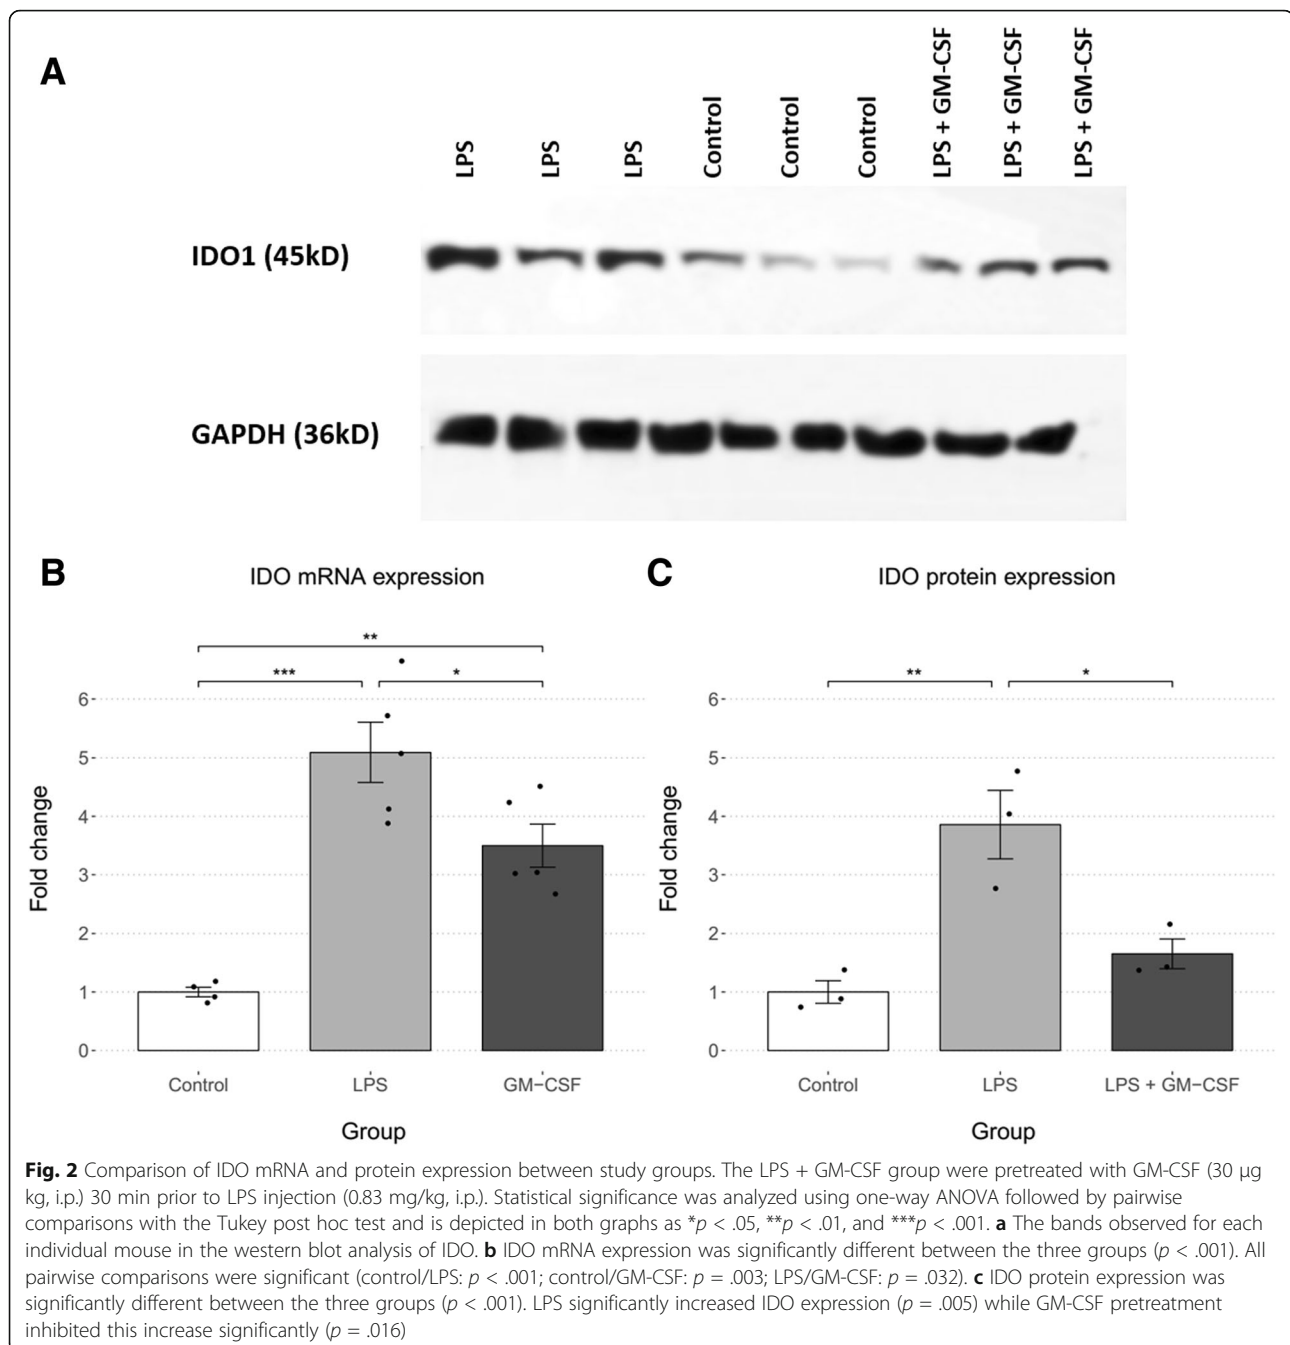 A
LPS
LPS
LPS
Control
Control
Control
LPS + GM-CSF
LPS + GM-CSF
LPS + GM-CSF
IDO1 (45kD)
GAPDH (36kD)
B
IDO mRNA expression
**
***
*
6
5
4
3
2
1
0
Fold change
Control
LPS
GM−CSF
Group
C
IDO protein expression
**
*
6
5
4
3
2
1
0
Fold change
Control
LPS
LPS + GM−CSF
Group
Fig. 2 Comparison of IDO mRNA and protein expression between study groups. The LPS + GM-CSF group were pretreated with GM-CSF (30 μg
kg, i.p.) 30 min prior to LPS injection (0.83 mg/kg, i.p.). Statistical significance was analyzed using one-way ANOVA followed by pairwise
comparisons with the Tukey post hoc test and is depicted in both graphs as *p < .05, **p < .01, and ***p < .001. a The bands observed for each
individual mouse in the western blot analysis of IDO. b IDO mRNA expression was significantly different between the three groups (p < .001). All
pairwise comparisons were significant (control/LPS: p < .001; control/GM-CSF: p = .003; LPS/GM-CSF: p = .032). c IDO protein expression was
significantly different between the three groups (p < .001). LPS significantly increased IDO expression (p = .005) while GM-CSF pretreatment
inhibited this increase significantly (p = .016)